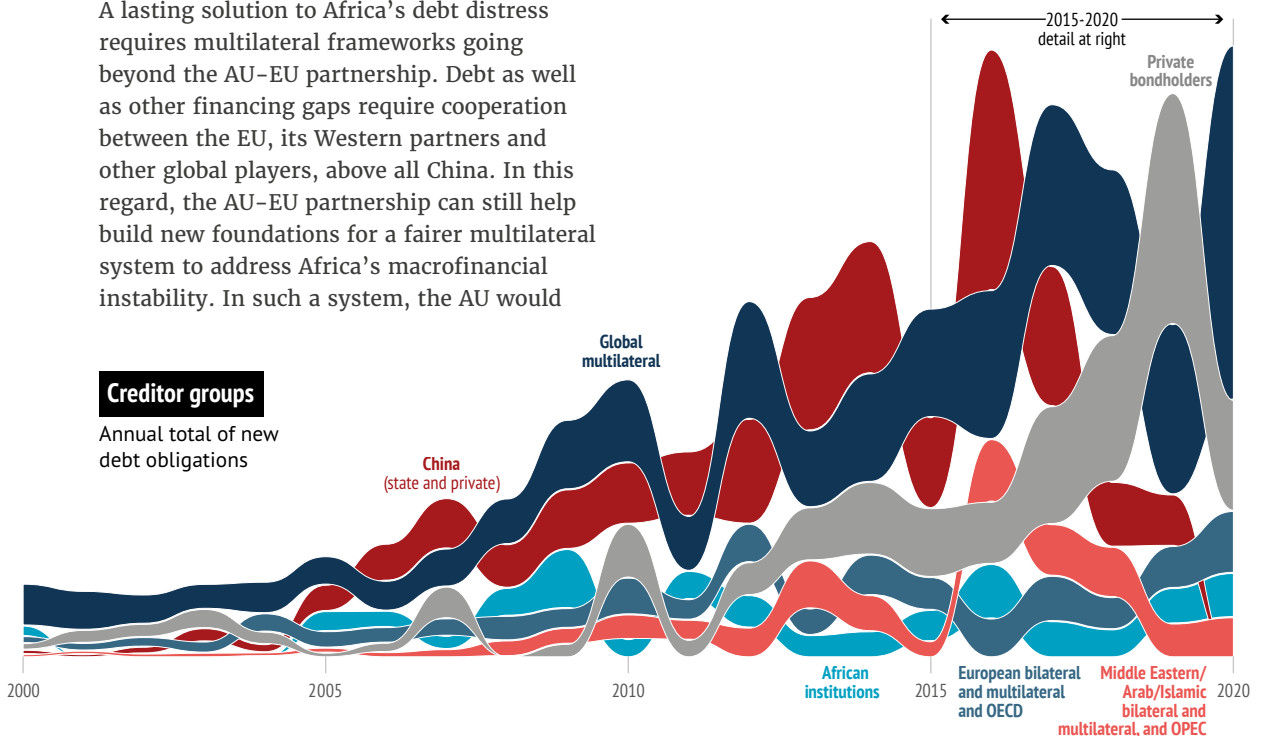 A lasting solution to Africa’s debt distress
requires multilateral frameworks going
beyond the AU-EU partnership. Debt as well
as other financing gaps require cooperation
between the EU, its Western partners and
other global players, above all China. In this
regard, the AU-EU partnership can still help
build new foundations for a fairer multilateral
system to address Africa’s macrofinancial
instability. In such a system, the AU would
2015-2020
detail at right
Private
bondholders
Global
multilateral
Creditor groups
Annual total of new
debt obligations
China
(state and private)
African
institutions
European bilateral
and multilateral
and OECD
Middle Eastern/
Arab/Islamic
bilateral and
multilateral, and OPEC
2000
2005
2010
2015
2020